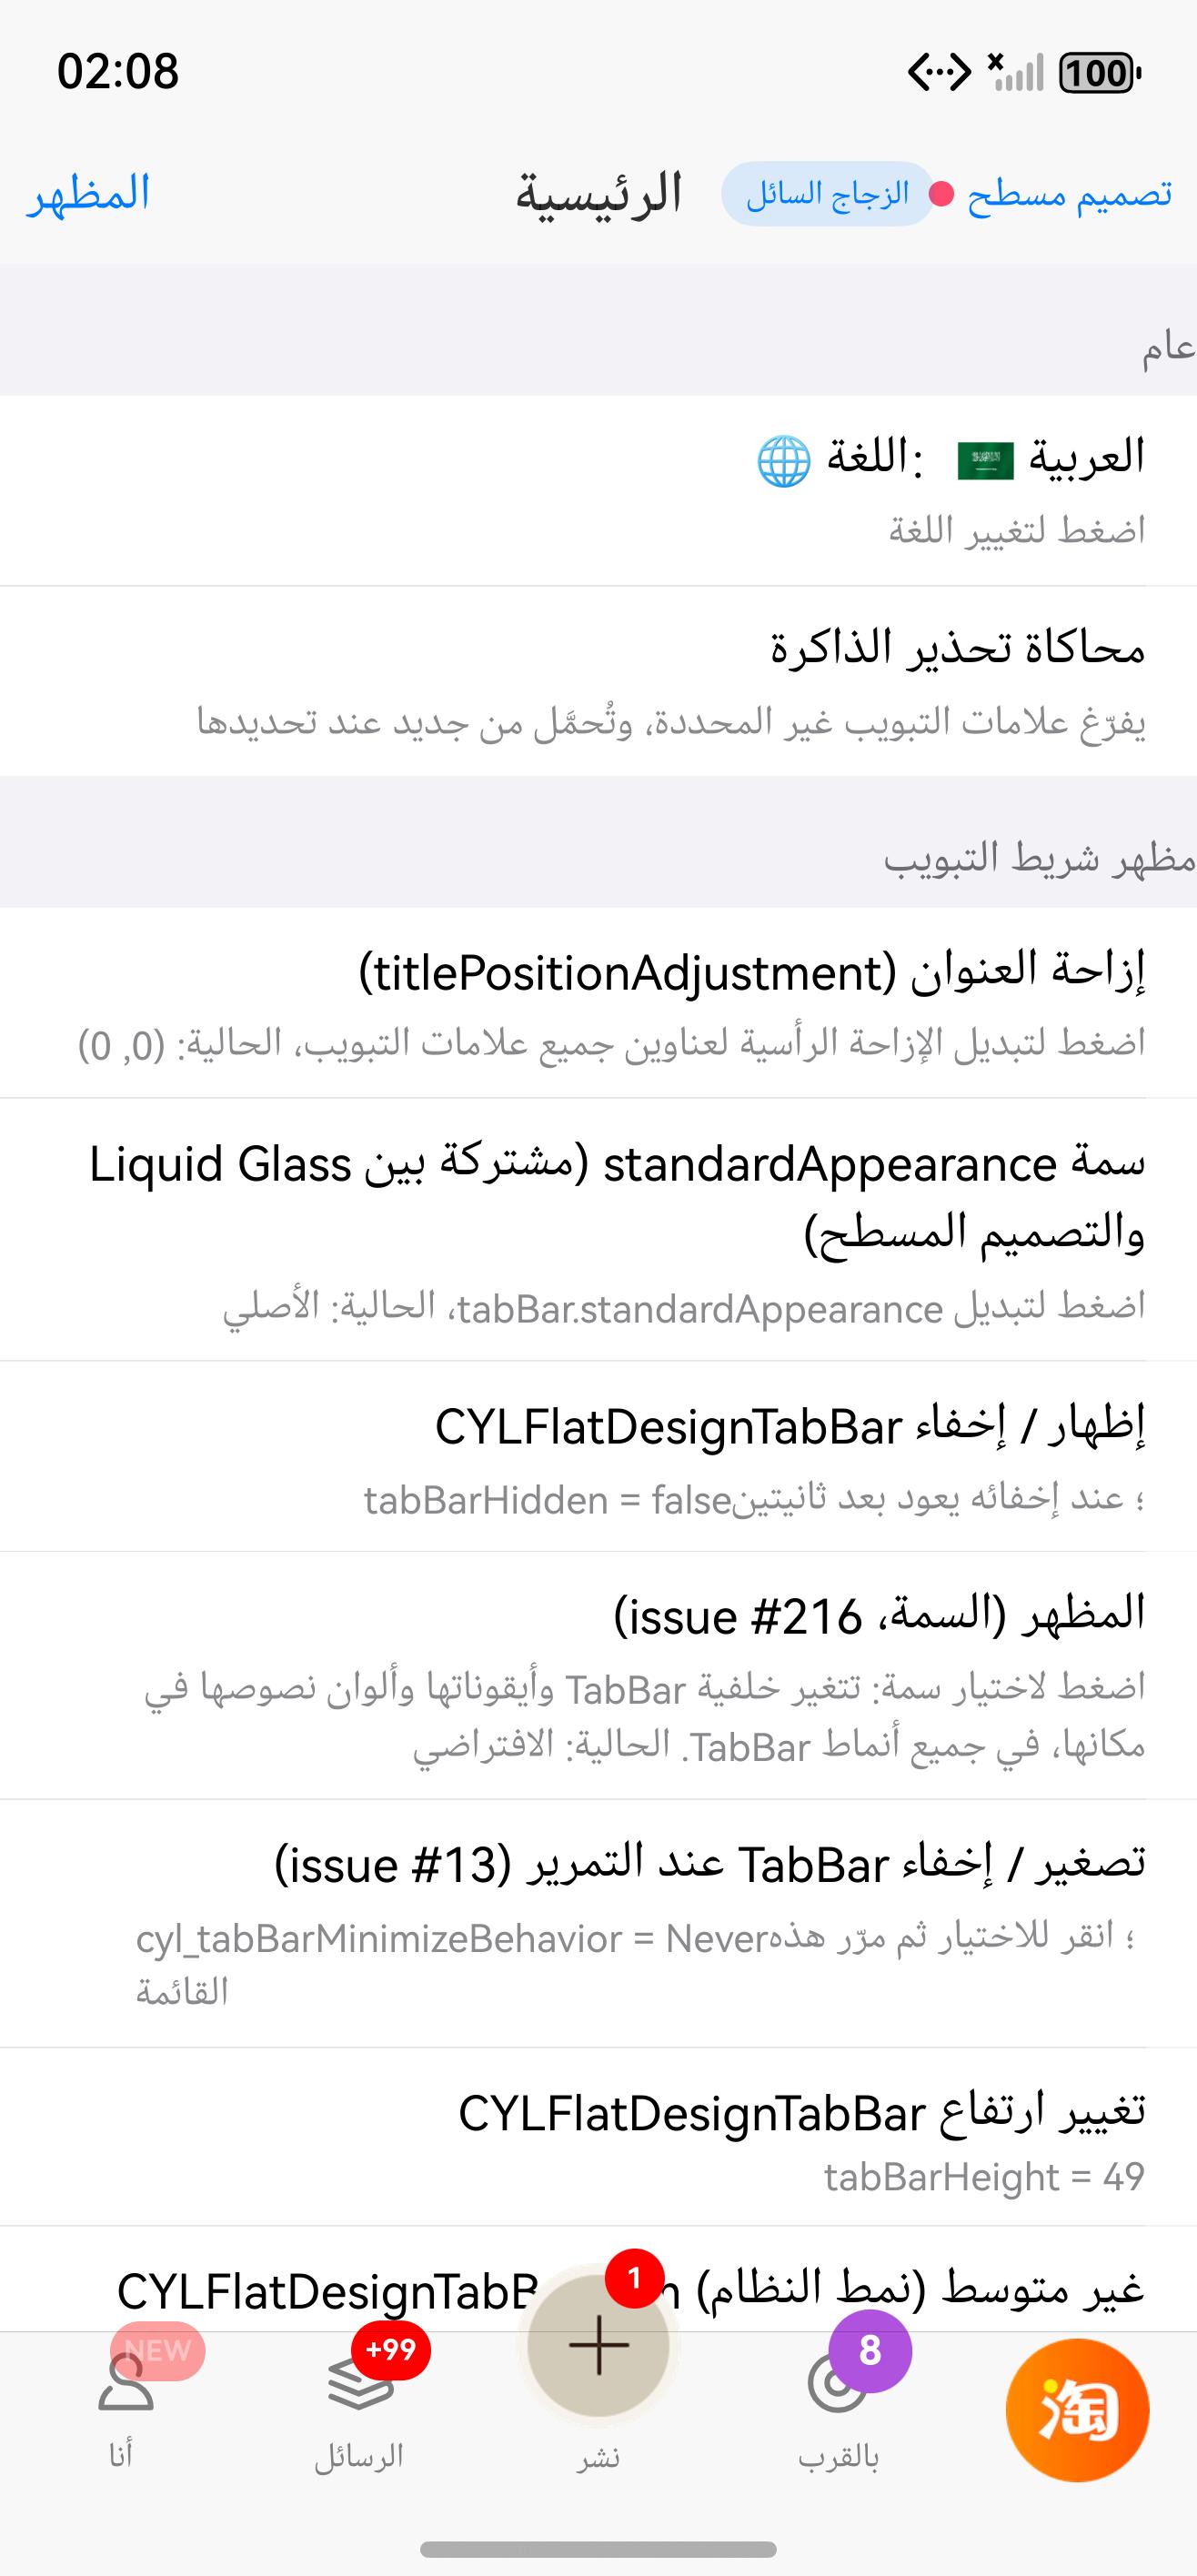 02:08
100
تصميم مسطح
الزجاج السائل
الرئيسية
المظهر
عام
العربية 🇸🇦 :اللغة 🌐
اضغط لتغيير اللغة
محاكاة تحذير الذاكرة
يفرّغ علامات التبويب غير المحددة، وتُحمَّل من جديد عند تحديدها
مظهر شريط التبويب
إزاحة العنوان (titlePositionAdjustment)
اضغط لتبديل الإزاحة الرأسية لعناوين جميع علامات التبويب، الحالية: (0, 0)
سمة standardAppearance (مشتركة بين Liquid Glass
والتصميم المسطح)
اضغط لتبديل tabBar.standardAppearance، الحالية: الأصلي
إظهار / إخفاء CYLFlatDesignTabBar
tabBarHidden = false؛ عند إخفائه يعود بعد ثانيتين
المظهر (السمة، issue #216)
اضغط لاختيار سمة: تتغير خلفية TabBar وأيقوناتها وألوان نصوصها في
مكانها، في جميع أنماط TabBar. الحالية: الافتراضي
تصغير / إخفاء TabBar عند التمرير (issue #13)
cyl_tabBarMinimizeBehavior = Never؛ انقر للاختيار ثم مرّر هذه
القائمة
تغيير ارتفاع CYLFlatDesignTabBar
tabBarHeight = 49
غير متوسط (نمط النظام) CYLFlatDesignTabB
1
淘
8
بالقرب
نشر
+99
الرسائل
NEW
أنا